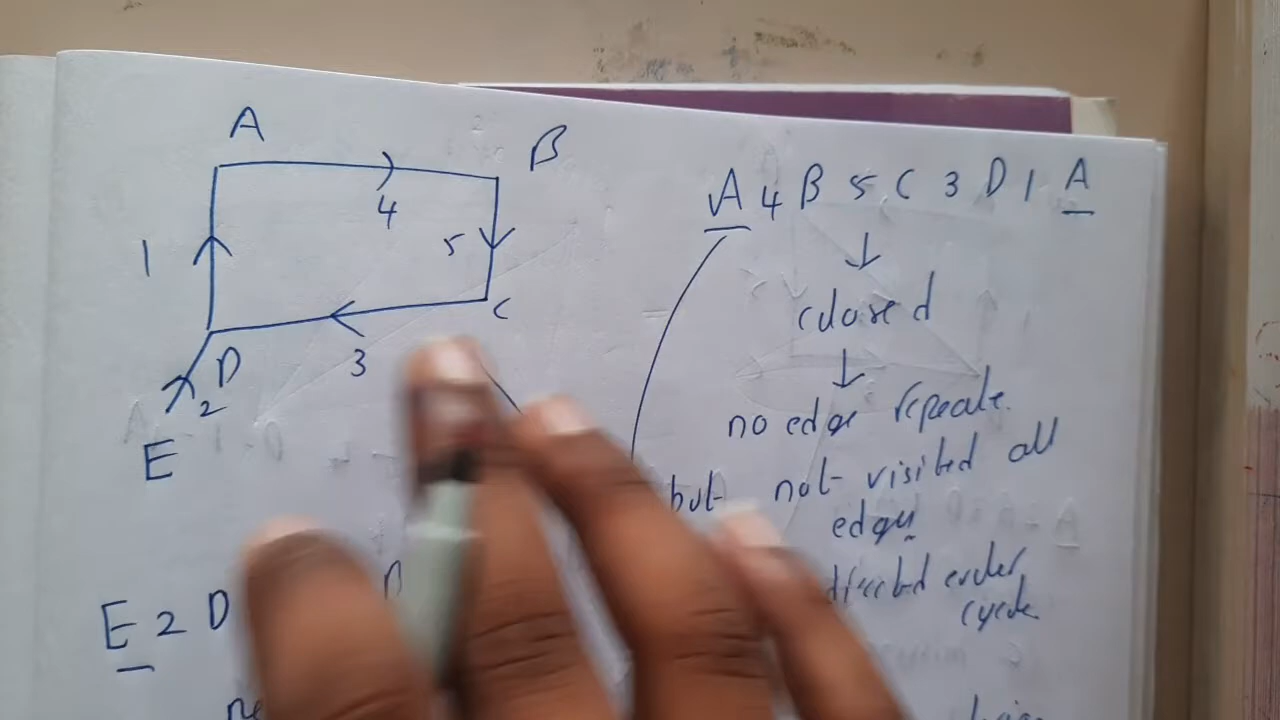 A
B
A 4 B 5 C 3 D 1 A
4
1
5
closed
C
3
D
no edge repeate.
2
E
but not visited all
edges
directed euler
cycle
E 2 D